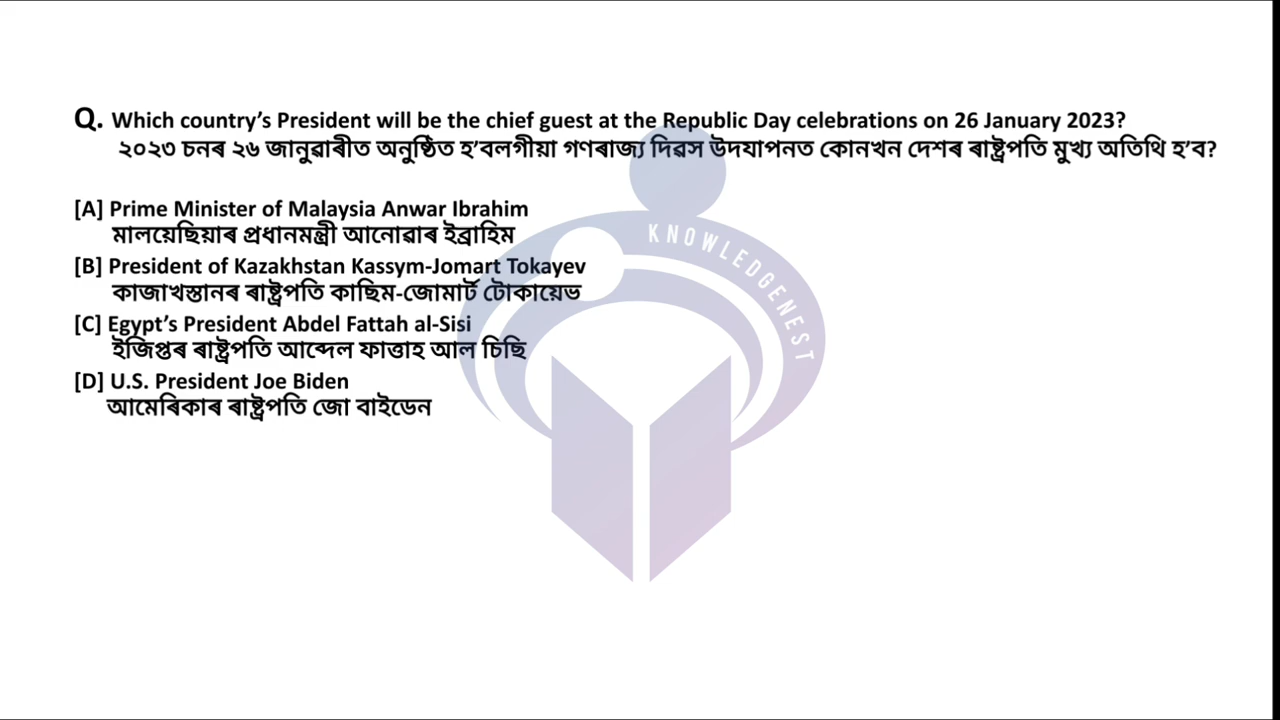 Q. Which country’s President will be the chief guest at the Republic Day celebrations on 26 January 2023?
২০২৩ চনৰ ২৬ জানুৱাৰীত অনুষ্ঠিত হ’বলগীয়া গণৰাজ্য দিৱস উদযাপনত কোনখন দেশৰ ৰাষ্ট্ৰপতি মুখ্য অতিথি হ’ব?
[A] Prime Minister of Malaysia Anwar Ibrahim
মালয়েছিয়াৰ প্ৰধানমন্ত্ৰী আনোৱাৰ ইব্ৰাহিম
[B] President of Kazakhstan Kassym-Jomart Tokayev
কাজাখস্তানৰ ৰাষ্ট্ৰপতি কাছিম-জোমাৰ্ট টোকায়েভ
[C] Egypt’s President Abdel Fattah al-Sisi
ইজিপ্তৰ ৰাষ্ট্ৰপতি আব্দেল ফাত্তাহ আল চিছি
[D] U.S. President Joe Biden
আমেৰিকাৰ ৰাষ্ট্ৰপতি জো বাইডেন
KNOWLEDGENEST